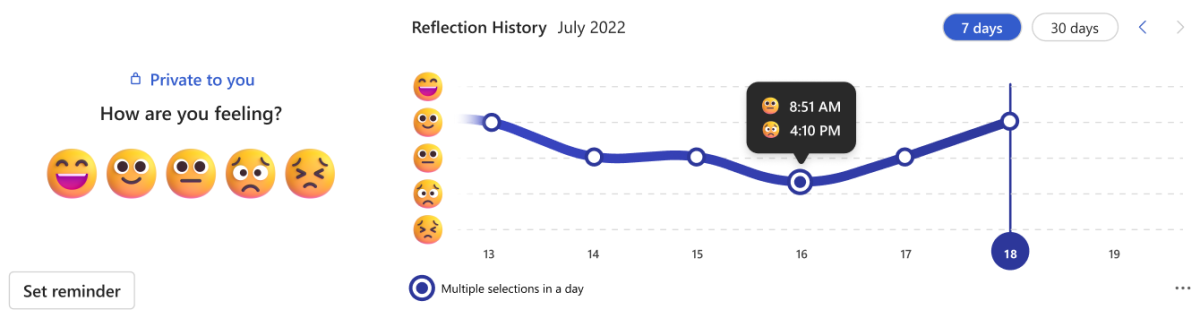 Private to you
How are you feeling?
Set reminder
Reflection History July 2022
7 days
30 days
8:51 AM
4:10 PM
13 14 15 16 17 18 19
Multiple selections in a day